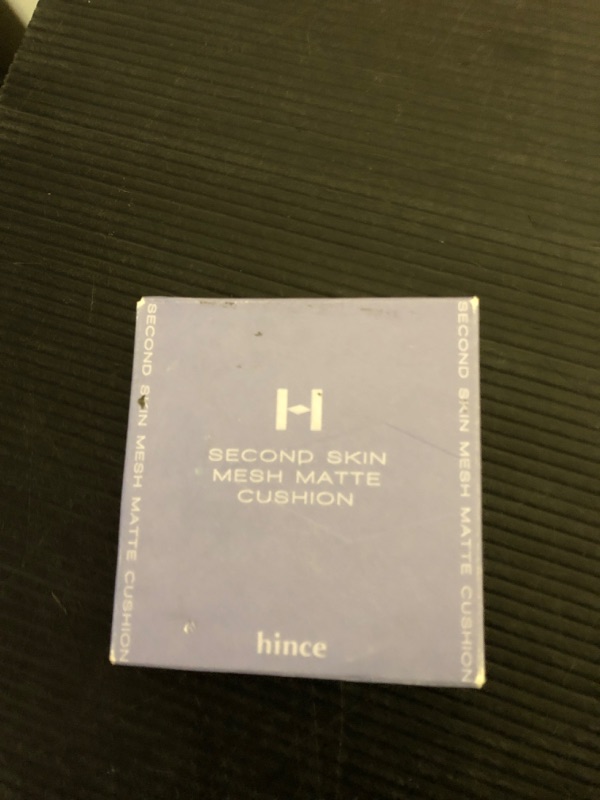 SECOND SKIN MESH MATTE CUSHION
H
SECOND SKIN
MESH MATTE
CUSHION
hince
SECOND SKIN MESH MATTE CUSHION